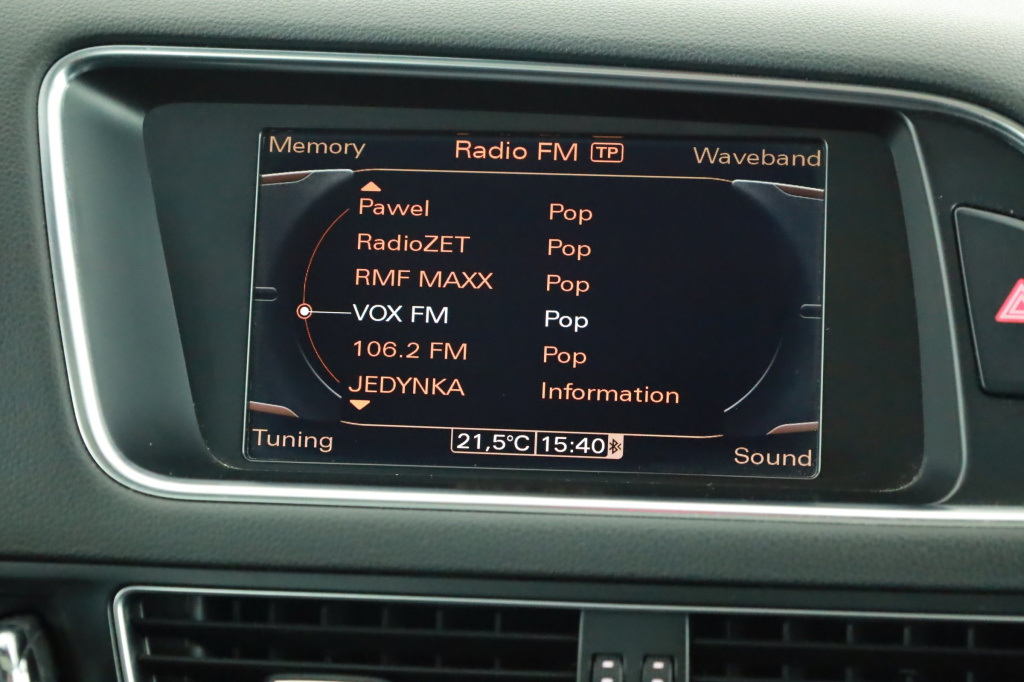 Memory Radio FM TP Waveband
Pawel Pop
RadioZET Pop
RMF MAXX Pop
VOX FM Pop
106.2 FM Pop
JEDYNKA Information
Tuning 21,5°C 15:40 Sound